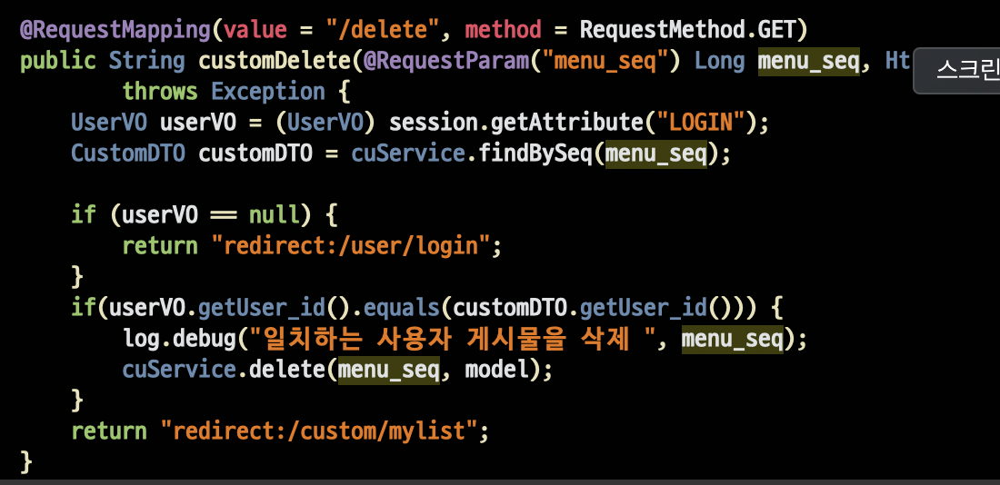 @RequestMapping(value = "/delete", method = RequestMethod.GET)
public String customDelete(@RequestParam("menu_seq") Long menu_seq, Ht
스크린
throws Exception {
UserVO userVO = (UserVO) session.getAttribute("LOGIN");
CustomDTO customDTO = cuService.findBySeq(menu_seq);
if (userVO == null) {
return "redirect:/user/login";
}
if(userVO.getUser_id().equals(customDTO.getUser_id())) {
log.debug("일치하는 사용자 게시물을 삭제 ", menu_seq);
cuService.delete(menu_seq, model);
}
return "redirect:/custom/mylist";
}